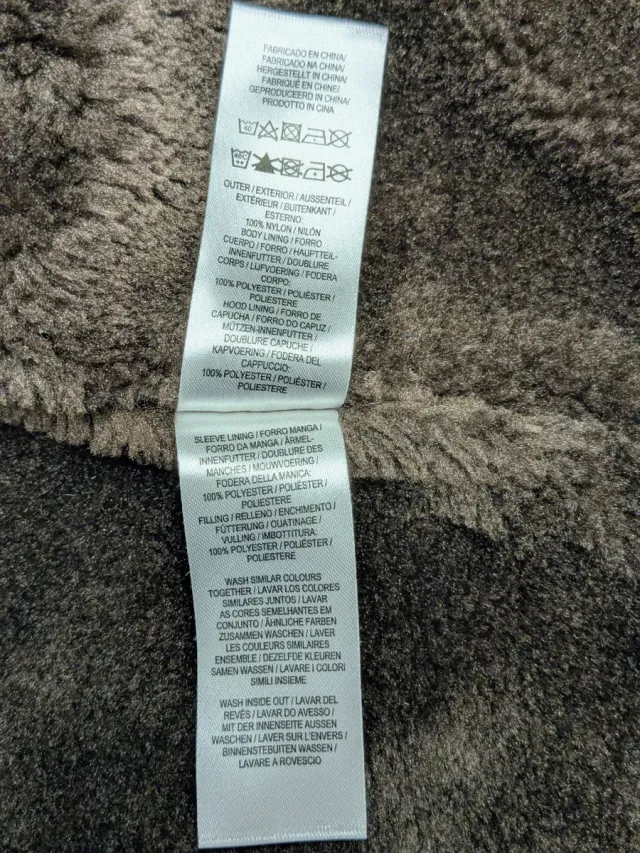 FABRICADO EN CHINA/
FABRICADO NA CHINA/
HERGESTELLT IN CHINA/
FABRIQUÉ EN CHINE/
GEPRODUCEERD IN CHINA/
PRODOTTO IN CINA
40
40C
OUTER / EXTERIOR / AUSSENTEIL /
EXTÉRIEUR / BUITENKANT /
ESTERNO:
100% NYLON / NILÓN
BODY LINING / FORRO
CUERPO / FORRO / HAUPTTEIL-
INNENFUTTER / DOUBLURE
CORPS / LIJFVOERING / FODERA
CORPO:
100% POLYESTER / POLIÉSTER /
POLIESTERE
HOOD LINING / FORRO DE
CAPUCHA / FORRO DO CAPUZ /
MÜTZEN-INNENFUTTER /
DOUBLURE CAPUCHE /
KAPVOERING / FODERA DEL
CAPPUCCIO:
100% POLYESTER / POLIÉSTER /
POLIESTERE
SLEEVE LINING / FORRO MANGA /
FORRO DA MANGA / ÄRMEL-
INNENFUTTER / DOUBLURE DES
MANCHES / MOUWVOERING /
FODERA DELLA MANICA:
100% POLYESTER / POLIÉSTER /
POLIESTERE
FILLING / RELLENO / ENCHIMENTO /
FÜTTERUNG / OUATINAGE /
VULLING / IMBOTTITURA:
100% POLYESTER / POLIÉSTER /
POLIESTERE
WASH SIMILAR COLOURS
TOGETHER / LAVAR LOS COLORES
SIMILARES JUNTOS / LAVAR
AS CORES SEMELHANTES EM
CONJUNTO / ÄHNLICHE FARBEN
ZUSAMMEN WASCHEN / LAVER
LES COULEURS SIMILAIRES
ENSEMBLE / DEZELFDE KLEUREN
SAMEN WASSEN / LAVARE I COLORI
SIMILI INSIEME
WASH INSIDE OUT / LAVAR DEL
REVÉS / LAVAR DO AVESSO /
MIT DER INNENSEITE AUSSEN
WASCHEN / LAVER SUR L'ENVERS /
BINNENSTEBUITEN WASSEN /
LAVARE A ROVESCIO